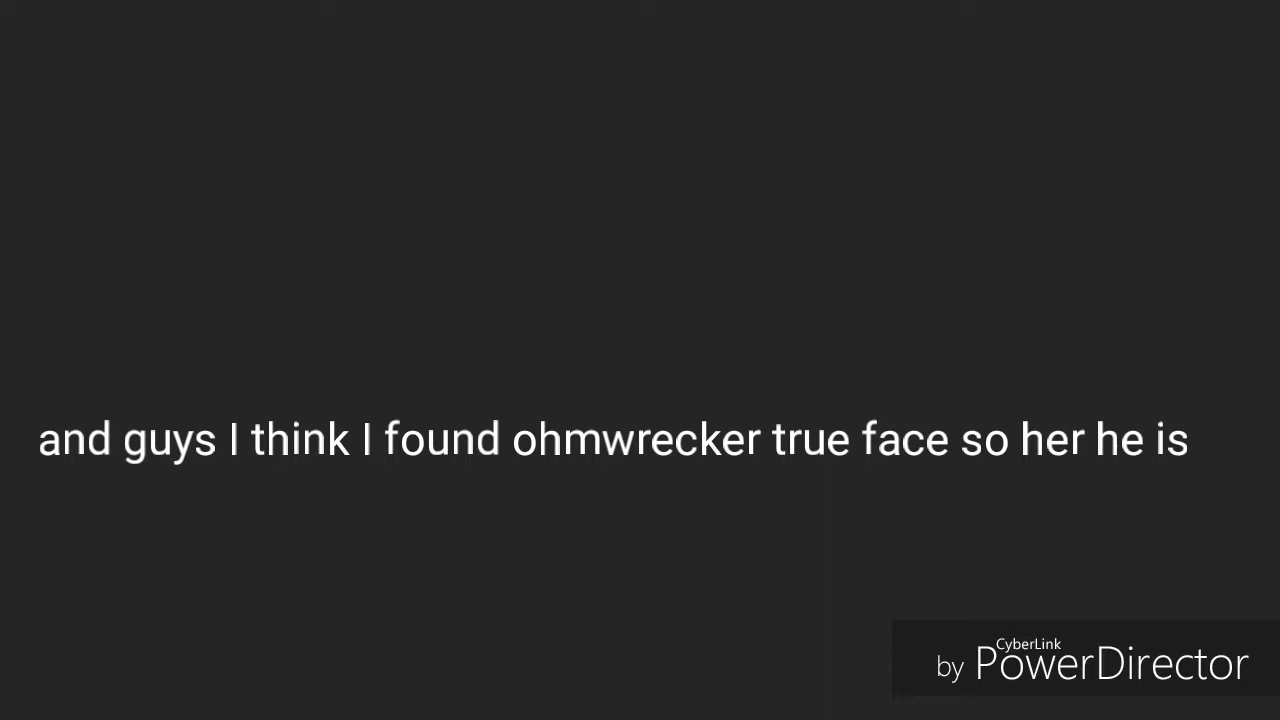 and guys I think I found ohmwrecker true face so her he is
CyberLink
by PowerDirector